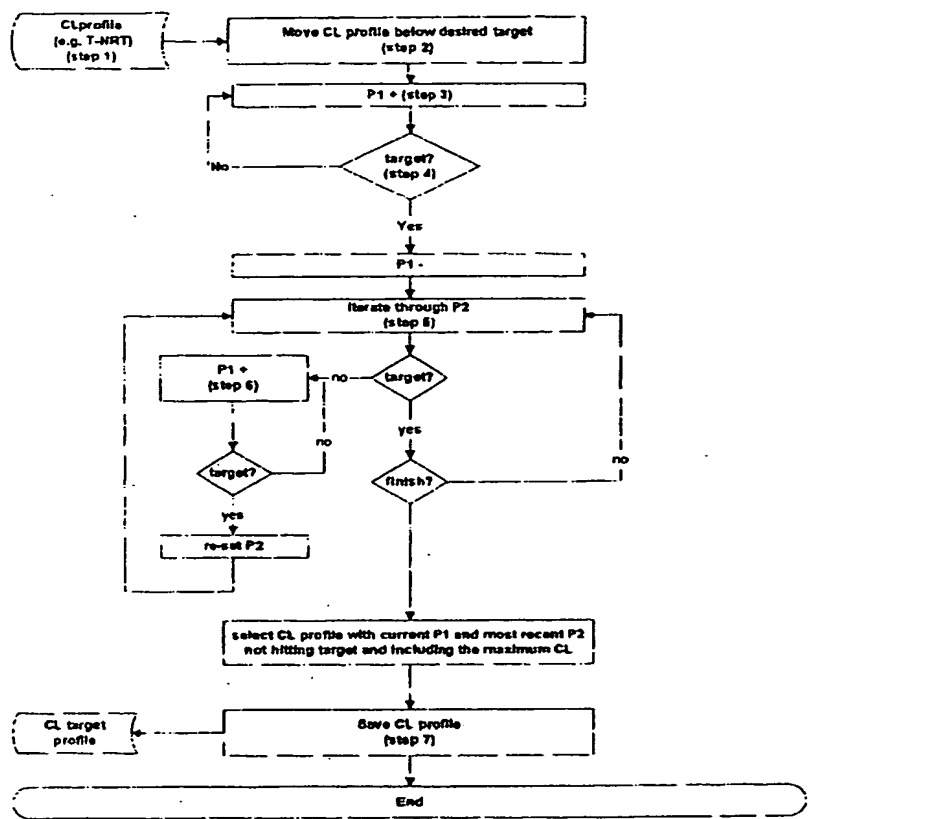 CLprofile
(e.g. T-NRT)
(step 1)
Move CL profile below desired target
(step 2)
P1 + (step 3)
target?
(step 4)
No
Yes
P1 -
Iterate through P2
(step 5)
target?
no
P1 +
(step 6)
no
target?
yes
re-set P2
yes
finish?
no
select CL profile with current P1 and most recent P2
not hitting target and including the maximum CL
Save CL profile
(step 7)
CL target
profile
End